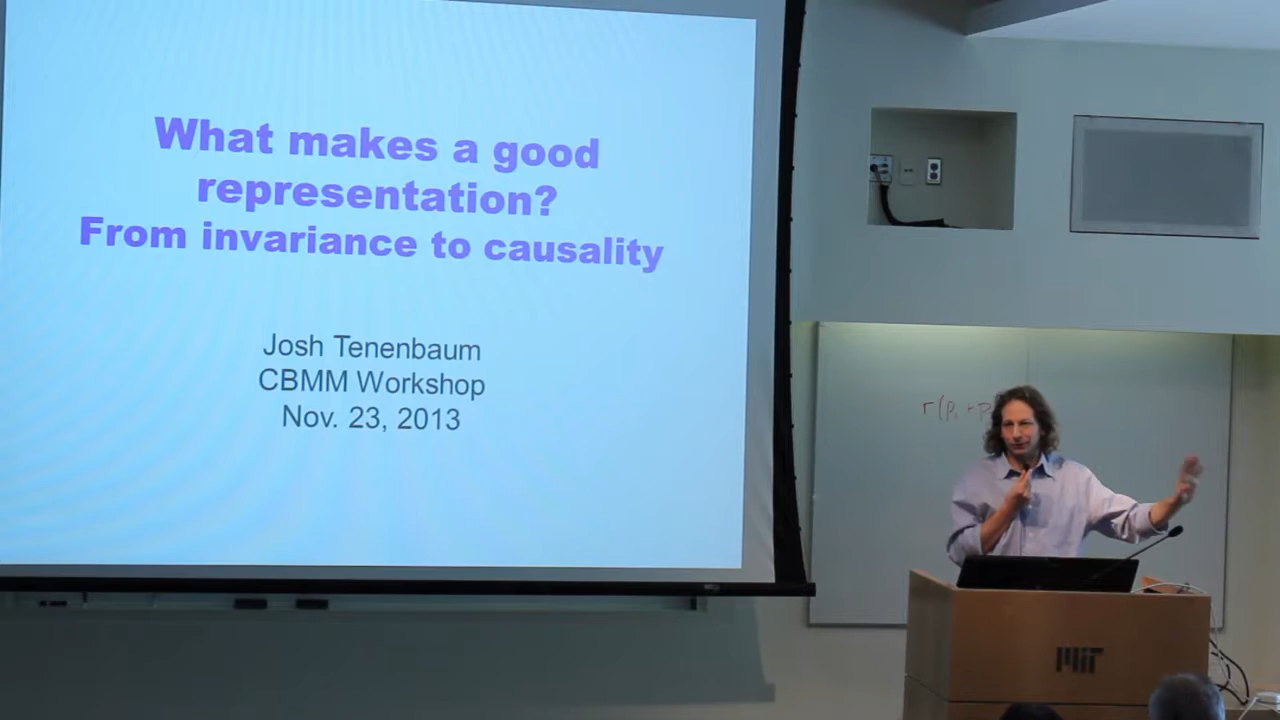 What makes a good
representation?
From invariance to causality
Josh Tenenbaum
CBMM Workshop
Nov. 23, 2013
MIT